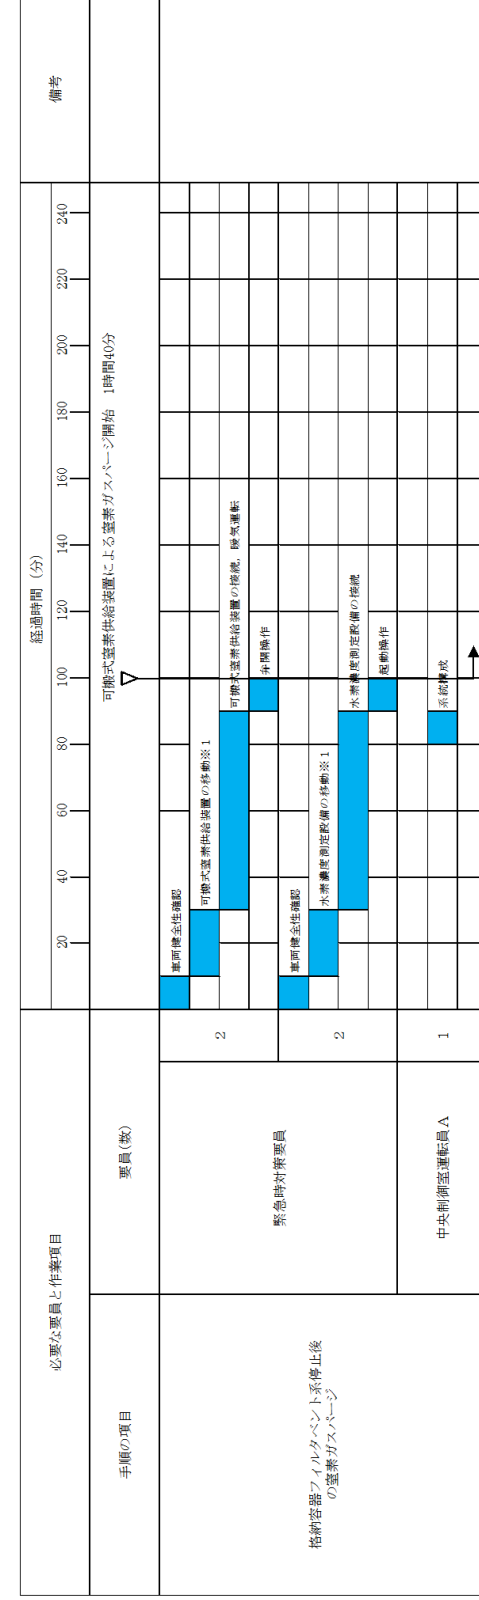 必要な要員と作業項目
経過時間（分）
備考
20 40 60 80 100 120 140 160 180 200 220 240
手順の項目
要員(数)
可搬式窒素供給装置による窒素ガスパージ開始　1時間40分
格納容器フィルタベント系停止後
の窒素ガスパージ
緊急時対策要員
2
車両健全性確認
可搬式窒素供給装置の移動※1
可搬式窒素供給装置の接続，暖気運転
弁開操作
2
車両健全性確認
水素濃度測定設備の移動※1
水素濃度測定設備の接続
起動操作
中央制御室運転員A
1
系統構成